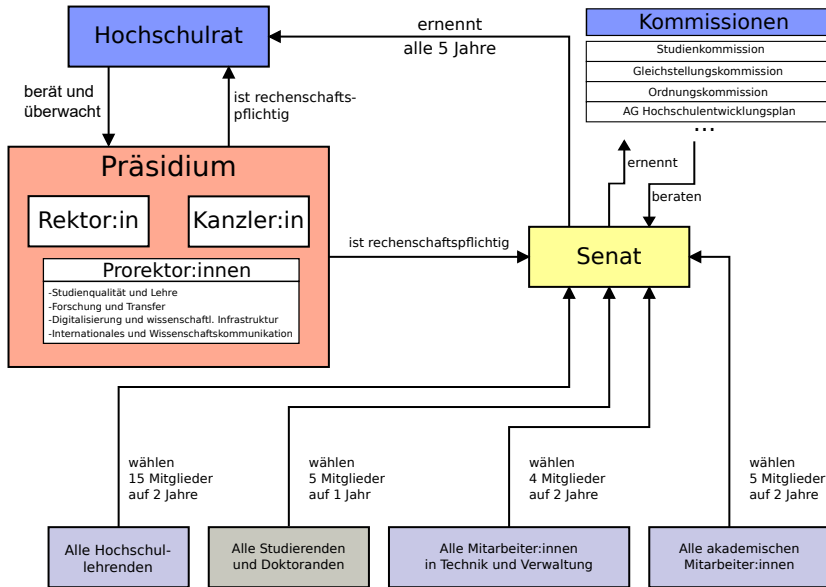 Hochschulrat
ernennt
alle 5 Jahre
Kommissionen
Studienkommission
Gleichstellungskommission
Ordnungskommission
AG Hochschulentwicklungsplan
...
berät und
überwacht
ist rechenschafts-
pflichtig
ernennt
beraten
Präsidium
Rektor:in
Kanzler:in
Prorektor:innen
-Studienqualität und Lehre
-Forschung und Transfer
-Digitalisierung und wissenschaftl. Infrastruktur
-Internationales und Wissenschaftskommunikation
ist rechenschaftspflichtig
Senat
wählen
15 Mitglieder
auf 2 Jahre
wählen
5 Mitglieder
auf 1 Jahr
wählen
4 Mitglieder
auf 2 Jahre
wählen
5 Mitglieder
auf 2 Jahre
Alle Hochschul-
lehrenden
Alle Studierenden
und Doktoranden
Alle Mitarbeiter:innen
in Technik und Verwaltung
Alle akademischen
Mitarbeiter:innen